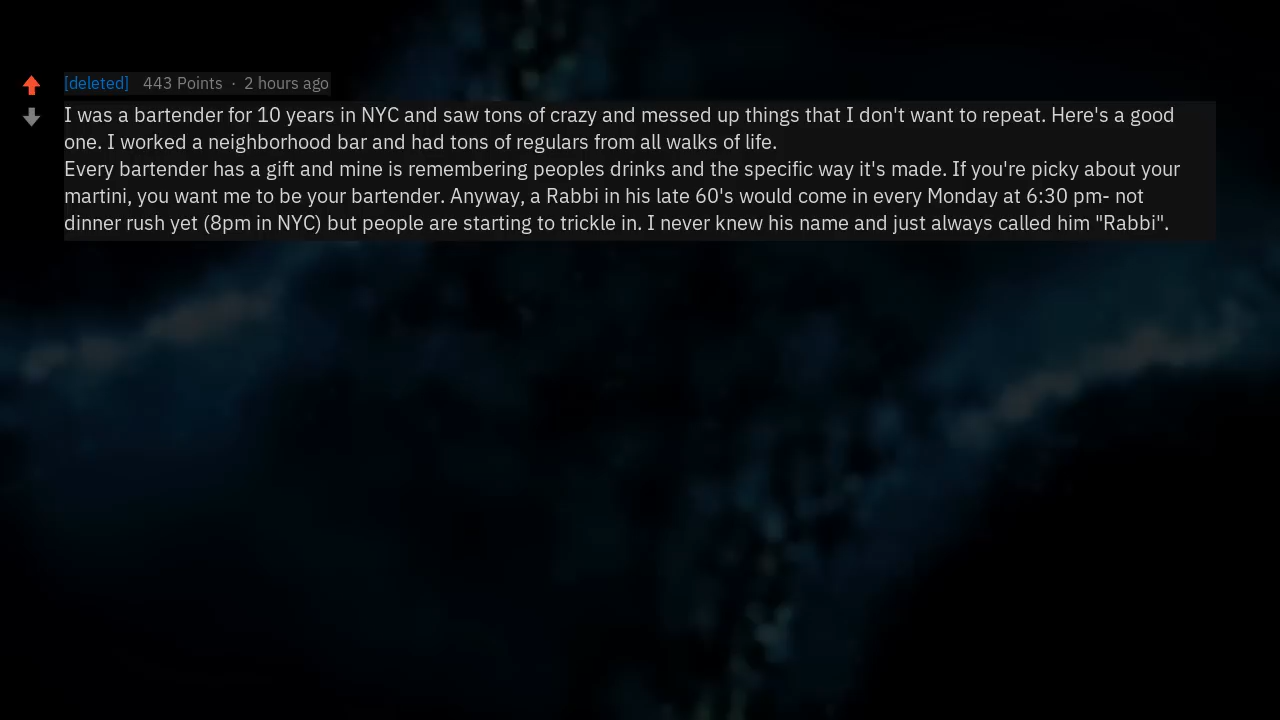 [deleted] 443 Points · 2 hours ago
I was a bartender for 10 years in NYC and saw tons of crazy and messed up things that I don't want to repeat. Here's a good
one. I worked a neighborhood bar and had tons of regulars from all walks of life.
Every bartender has a gift and mine is remembering peoples drinks and the specific way it's made. If you're picky about your
martini, you want me to be your bartender. Anyway, a Rabbi in his late 60's would come in every Monday at 6:30 pm- not
dinner rush yet (8pm in NYC) but people are starting to trickle in. I never knew his name and just always called him "Rabbi".